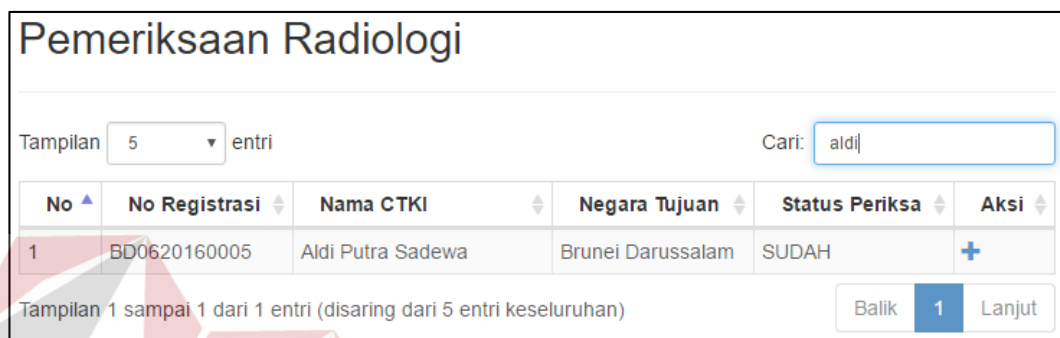 Pemeriksaan Radiologi
Tampilan 5 entri Cari: aldi
No No Registrasi Nama CTKI Negara Tujuan Status Periksa Aksi
1 BD0620160005 Aldi Putra Sadewa Brunei Darussalam SUDAH +
Tampilan 1 sampai 1 dari 1 entri (disaring dari 5 entri keseluruhan) Balik 1 Lanjut